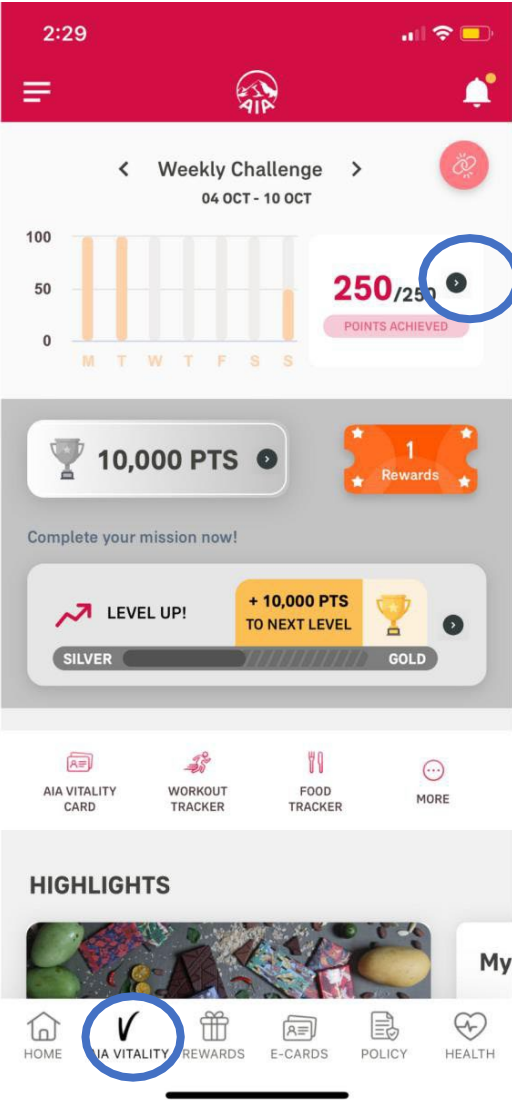 2:29
AIA
Weekly Challenge
04 OCT - 10 OCT
100
50
0
M T W T F S S
250/250
POINTS ACHIEVED
10,000 PTS
1
Rewards
Complete your mission now!
LEVEL UP!
+ 10,000 PTS
TO NEXT LEVEL
SILVER
GOLD
AIA VITALITY
CARD
WORKOUT
TRACKER
FOOD
TRACKER
MORE
HIGHLIGHTS
My
HOME
AIA VITALITY
REWARDS
E-CARDS
POLICY
HEALTH